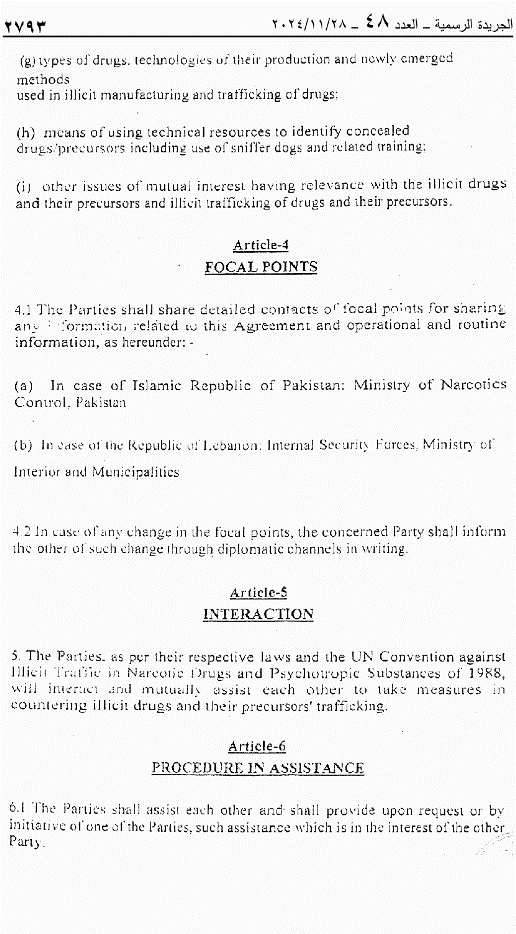 الجريدة الرسمية – العدد ٤٨ – ٢٠٢٤/١١/٢٨
٢٧٩٣
(g) types of drugs, technologies of their production and newly emerged
methods
used in illicit manufacturing and trafficking of drugs;
(h) means of using technical resources to identify concealed
drugs/precursors including use of sniffer dogs and related training;
(i) other issues of mutual interest having relevance with the illicit drugs
and their precursors and illicit trafficking of drugs and their precursors.
Article-4
FOCAL POINTS
4.1 The Parties shall share detailed contacts of focal points for sharing
any information related to this Agreement and operational and routine
information, as hereunder: -
(a) In case of Islamic Republic of Pakistan: Ministry of Narcotics
Control, Pakistan
(b) In case of the Republic of Lebanon: Internal Security Forces, Ministry of
Interior and Municipalities
4.2 In case of any change in the focal points, the concerned Party shall inform
the other of such change through diplomatic channels in writing.
Article-5
INTERACTION
5. The Parties, as per their respective laws and the UN Convention against
Illicit Traffic in Narcotic Drugs and Psychotropic Substances of 1988,
will interact and mutually assist each other to take measures in
countering illicit drugs and their precursors' trafficking.
Article-6
PROCEDURE IN ASSISTANCE
6.1 The Parties shall assist each other and shall provide upon request or by
initiative of one of the Parties, such assistance which is in the interest of the other
Party.